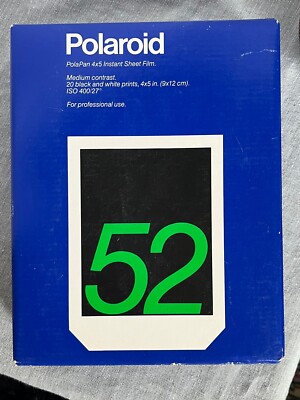 Polaroid
PolaPan 4x5 Instant Sheet Film.
Medium contrast.
20 black and white prints, 4x5 in. (9x12 cm).
ISO 400/27°
For professional use.
52